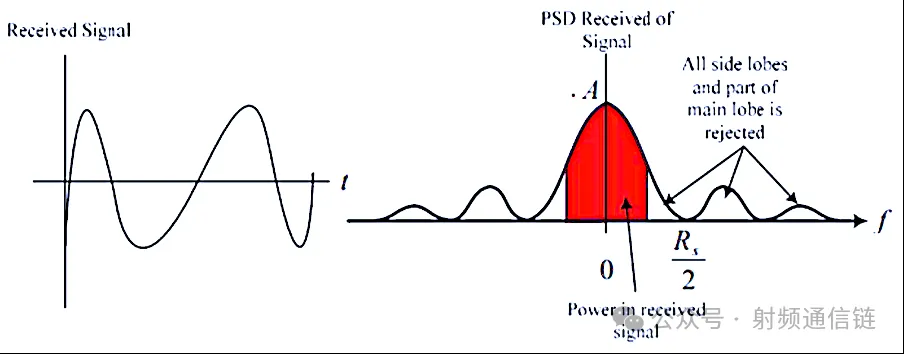 Received Signal
t
PSD Received of
Signal
. A
All side lobes
and part of
main lobe is
rejected
f
0
R_s
2
Power in received
signal
公众号 · 射频通信链